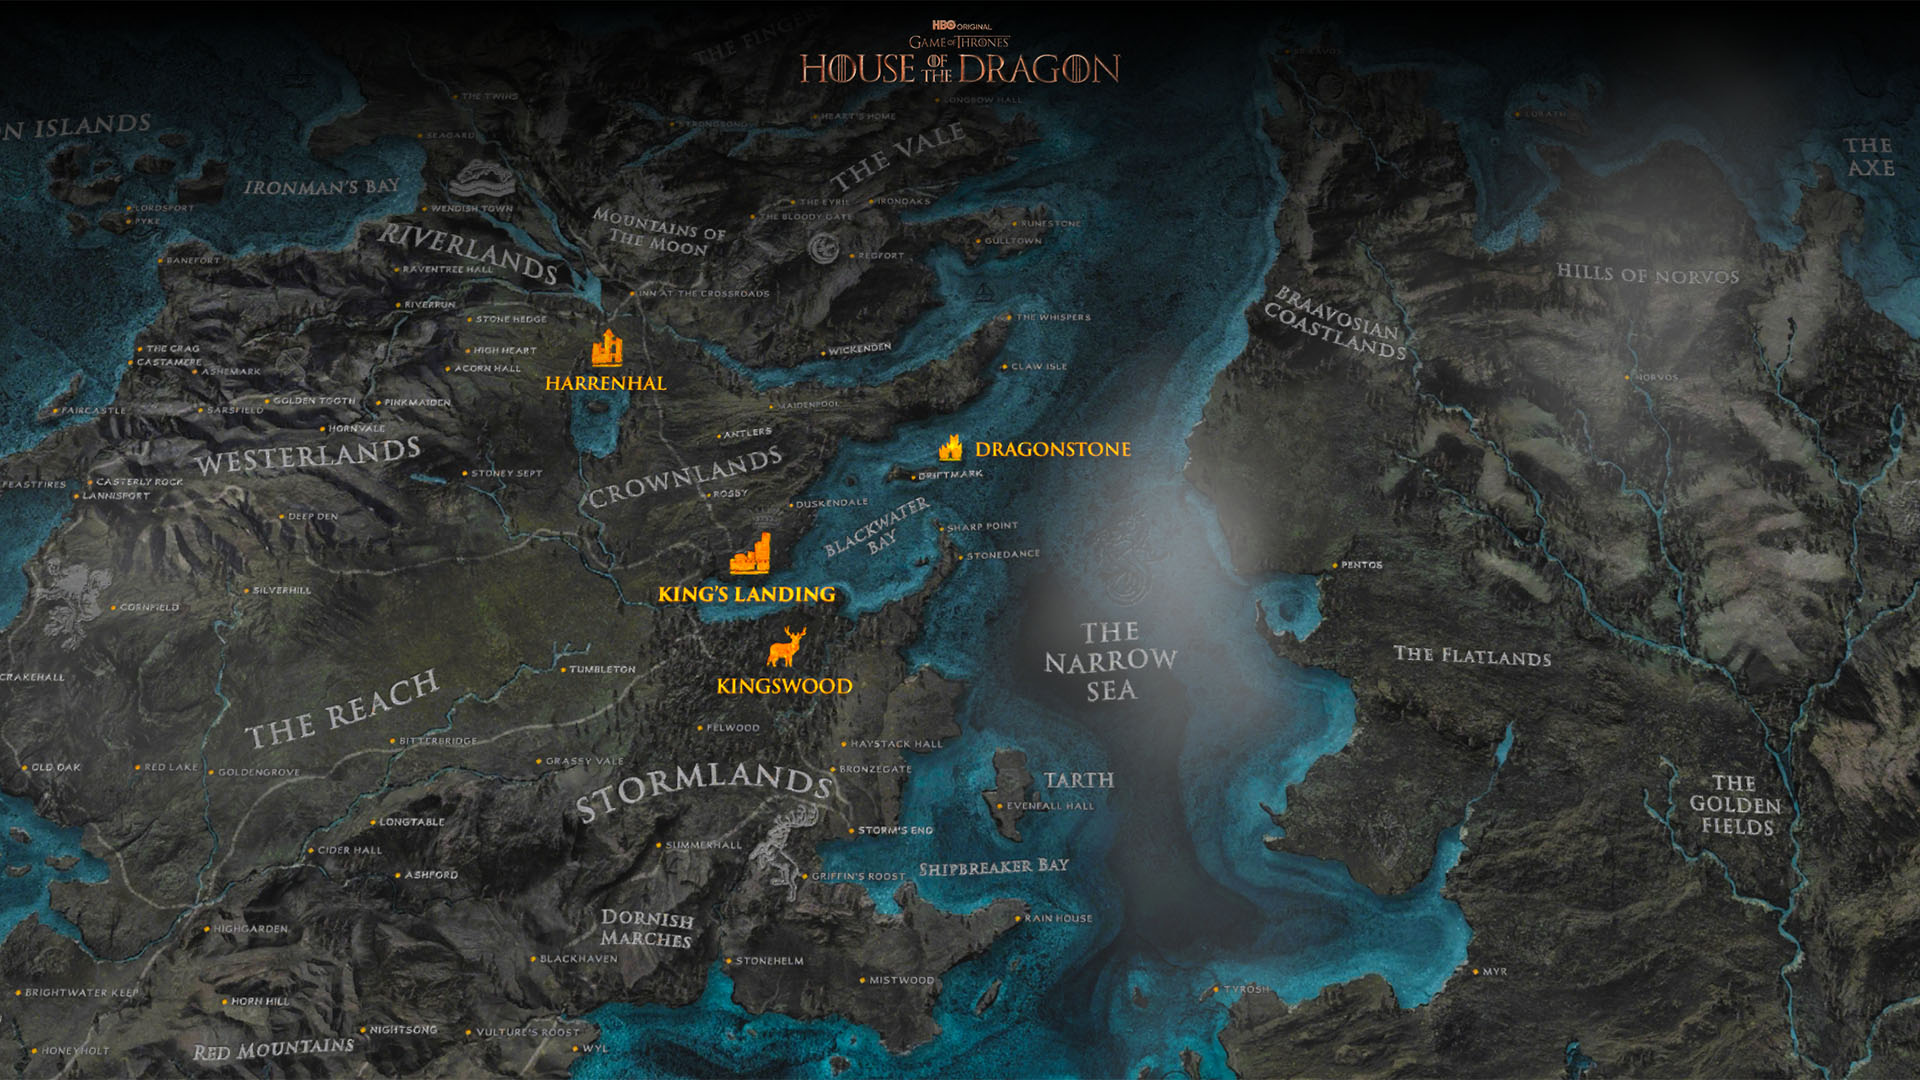 HBO ORIGINAL
GAME OF THRONES
HOUSE OF THE DRAGON
THE FINGERS
BRAAVOS
THE TWINS
LONGBOW HALL
HEART'S HOME
LORATH
N ISLANDS
STRONGSONG
SEAGARD
THE VALE
THE
AXE
IRONMAN'S BAY
LORDSPORT
PYKE
WENDISH TOWN
THE EYRIE
IRONOAKS
THE BLOODY GATE
RUNESTONE
GULLTOWN
MOUNTAINS OF
THE MOON
RIVERLANDS
BANEFORT
RAVENTREE HALL
REDFORT
HILLS OF NORVOS
INN AT THE CROSSROADS
RIVERRUN
STONE HEDGE
THE WHISPERS
BRAAVOSIAN
COASTLANDS
THE CRAG
CASTAMERE
ASHEMARK
HIGH HEART
ACORN HALL
WICKENDEN
CLAW ISLE
NORVOS
HARRENHAL
FAIRCASTLE
SARSFIELD
GOLDEN TOOTH
PINKMAIDEN
MAIDENPOOL
HORNVALE
ANTLERS
WESTERLANDS
DRAGONSTONE
DRIFTMARK
STONEY SEPT
CROWNLANDS
FEASTFIRES
CASTERLY ROCK
LANNISPORT
ROSBY
DUSKENDALE
DEEP DEN
BLACKWATER
BAY
SHARP POINT
STONEDANCE
PENTOS
KING'S LANDING
SILVERHILL
CORNFIELD
THE
NARROW
SEA
THE FLATLANDS
CRAKEHALL
TUMBLETON
KINGSWOOD
THE REACH
FELWOOD
BITTERBRIDGE
HAYSTACK HALL
OLD OAK
RED LAKE
GOLDENGROVE
GRASSY VALE
BRONZEGATE
STORMLANDS
TARTH
EVENFALL HALL
THE
GOLDEN
FIELDS
LONGTABLE
STORM'S END
CIDER HALL
SUMMERHALL
ASHFORD
GRIFFIN'S ROOST
SHIPBREAKER BAY
HIGHGARDEN
DORNISH
MARCHES
RAIN HOUSE
BLACKHAVEN
STONEHELM
MISTWOOD
MYR
BRIGHTWATER KEEP
HORN HILL
TYROSH
NIGHTSONG
VULTURE'S ROOST
HONEYHOLT
RED MOUNTAINS
WYL